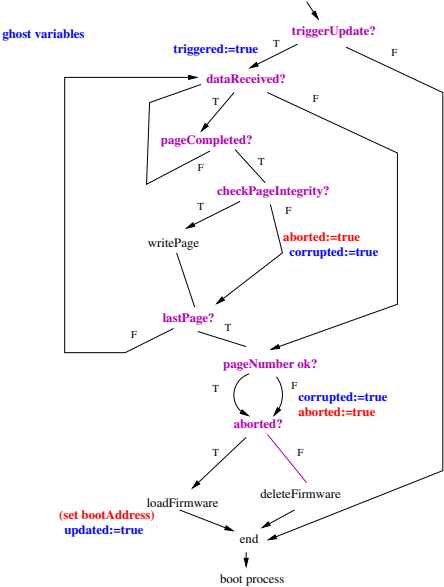 triggerUpdate?
ghost variables
triggered:=true
T
F
dataReceived?
T
F
pageCompleted?
F
T
checkPageIntegrity?
T
F
aborted:=true
writePage
corrupted:=true
lastPage?
F
T
pageNumber ok?
T
F
corrupted:=true
aborted:=true
aborted?
T
F
loadFirmware
deleteFirmware
(set bootAddress)
updated:=true
end
boot process